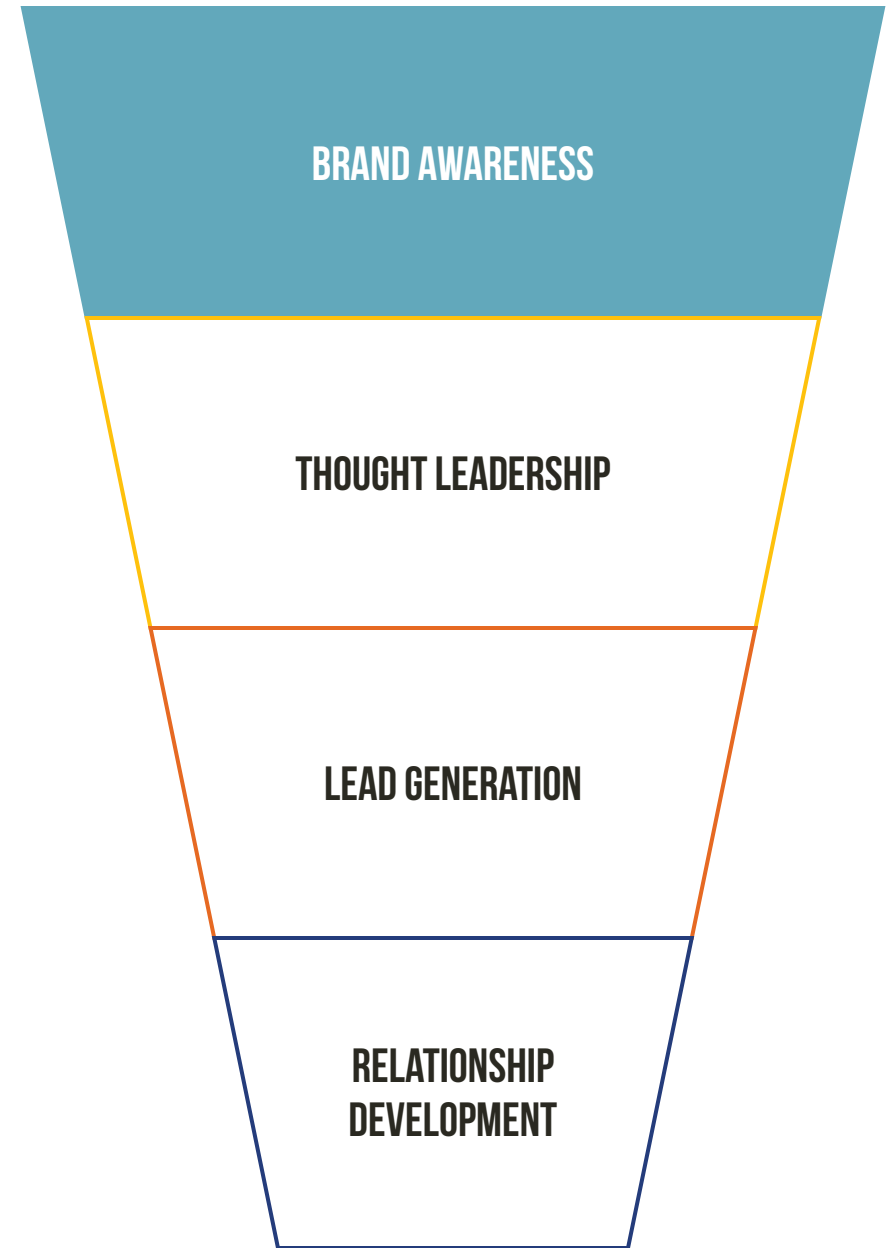 BRAND AWARENESS
THOUGHT LEADERSHIP
LEAD GENERATION
RELATIONSHIP
DEVELOPMENT